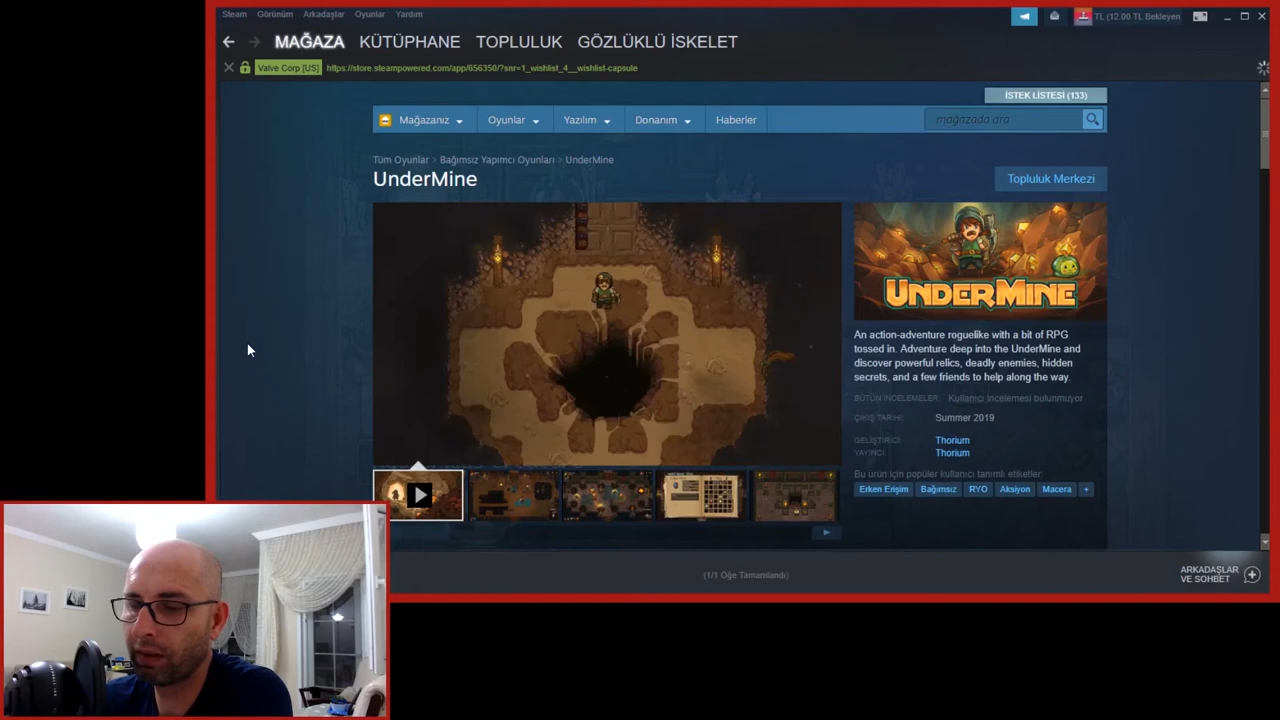 Steam Görünüm Arkadaşlar Oyunlar Yardım
TL (12.00 TL Bekleyen
MAĞAZA KÜTÜPHANE TOPLULUK GÖZLÜKLÜ İSKELET
Valve Corp [US] https://store.steampowered.com/app/656350/?snr=1_wishlist_4__wishlist-capsule
İSTEK LİSTESİ (133)
Mağazanız Oyunlar Yazılım Donanım Haberler mağazada ara
Tüm Oyunlar > Bağımsız Yapımcı Oyunları > UnderMine
UnderMine
Topluluk Merkezi
UNDERMINE
An action-adventure roguelike with a bit of RPG
tossed in. Adventure deep into the UnderMine and
discover powerful relics, deadly enemies, hidden
secrets, and a few friends to help along the way.
BÜTÜN İNCELEMELER: Kullanıcı incelemesi bulunmuyor
ÇIKIŞ TARİHİ: Summer 2019
GELİŞTİRİCİ: Thorium
YAYINCI: Thorium
Bu ürün için popüler kullanıcı tanımlı etiketler:
Erken Erişim Bağımsız RYO Aksiyon Macera +
(1/1 Öğe Tamamlandı)
ARKADAŞLAR
VE SOHBET